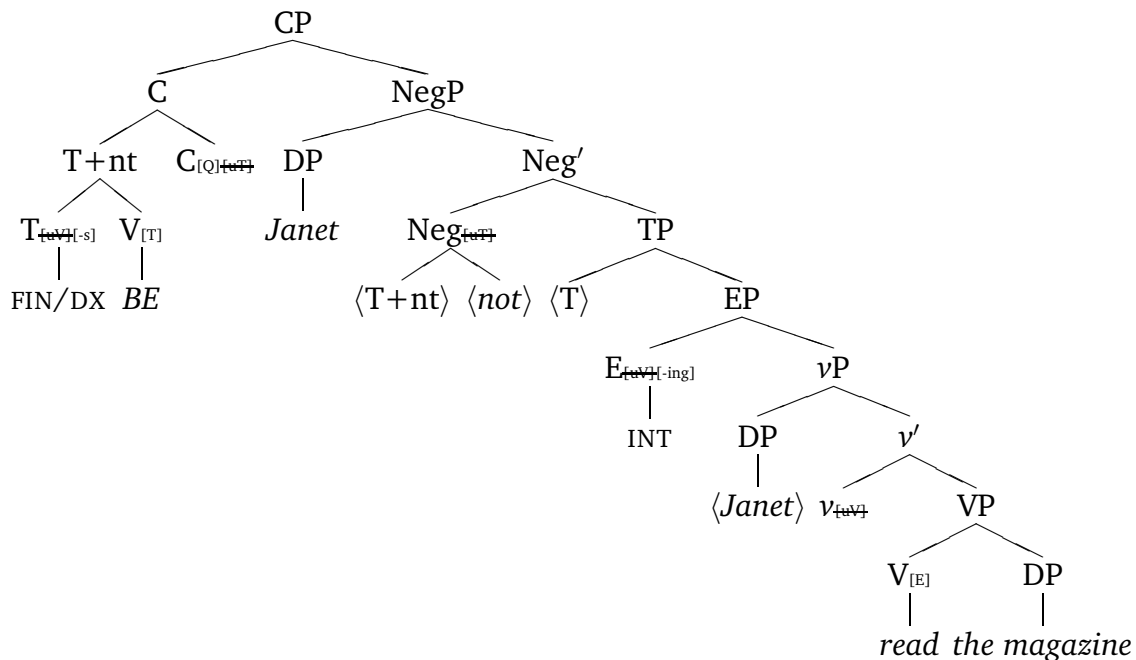 CP
C NegP
T+nt C[Q][uT] DP Neg′
T[uV][-s] V[T] Janet Neg[uT] TP
FIN/DX BE ⟨T+nt⟩ ⟨not⟩ ⟨T⟩ EP
E[uV][-ing] vP
INT DP v′
⟨Janet⟩ v[uV] VP
V[E] DP
read the magazine